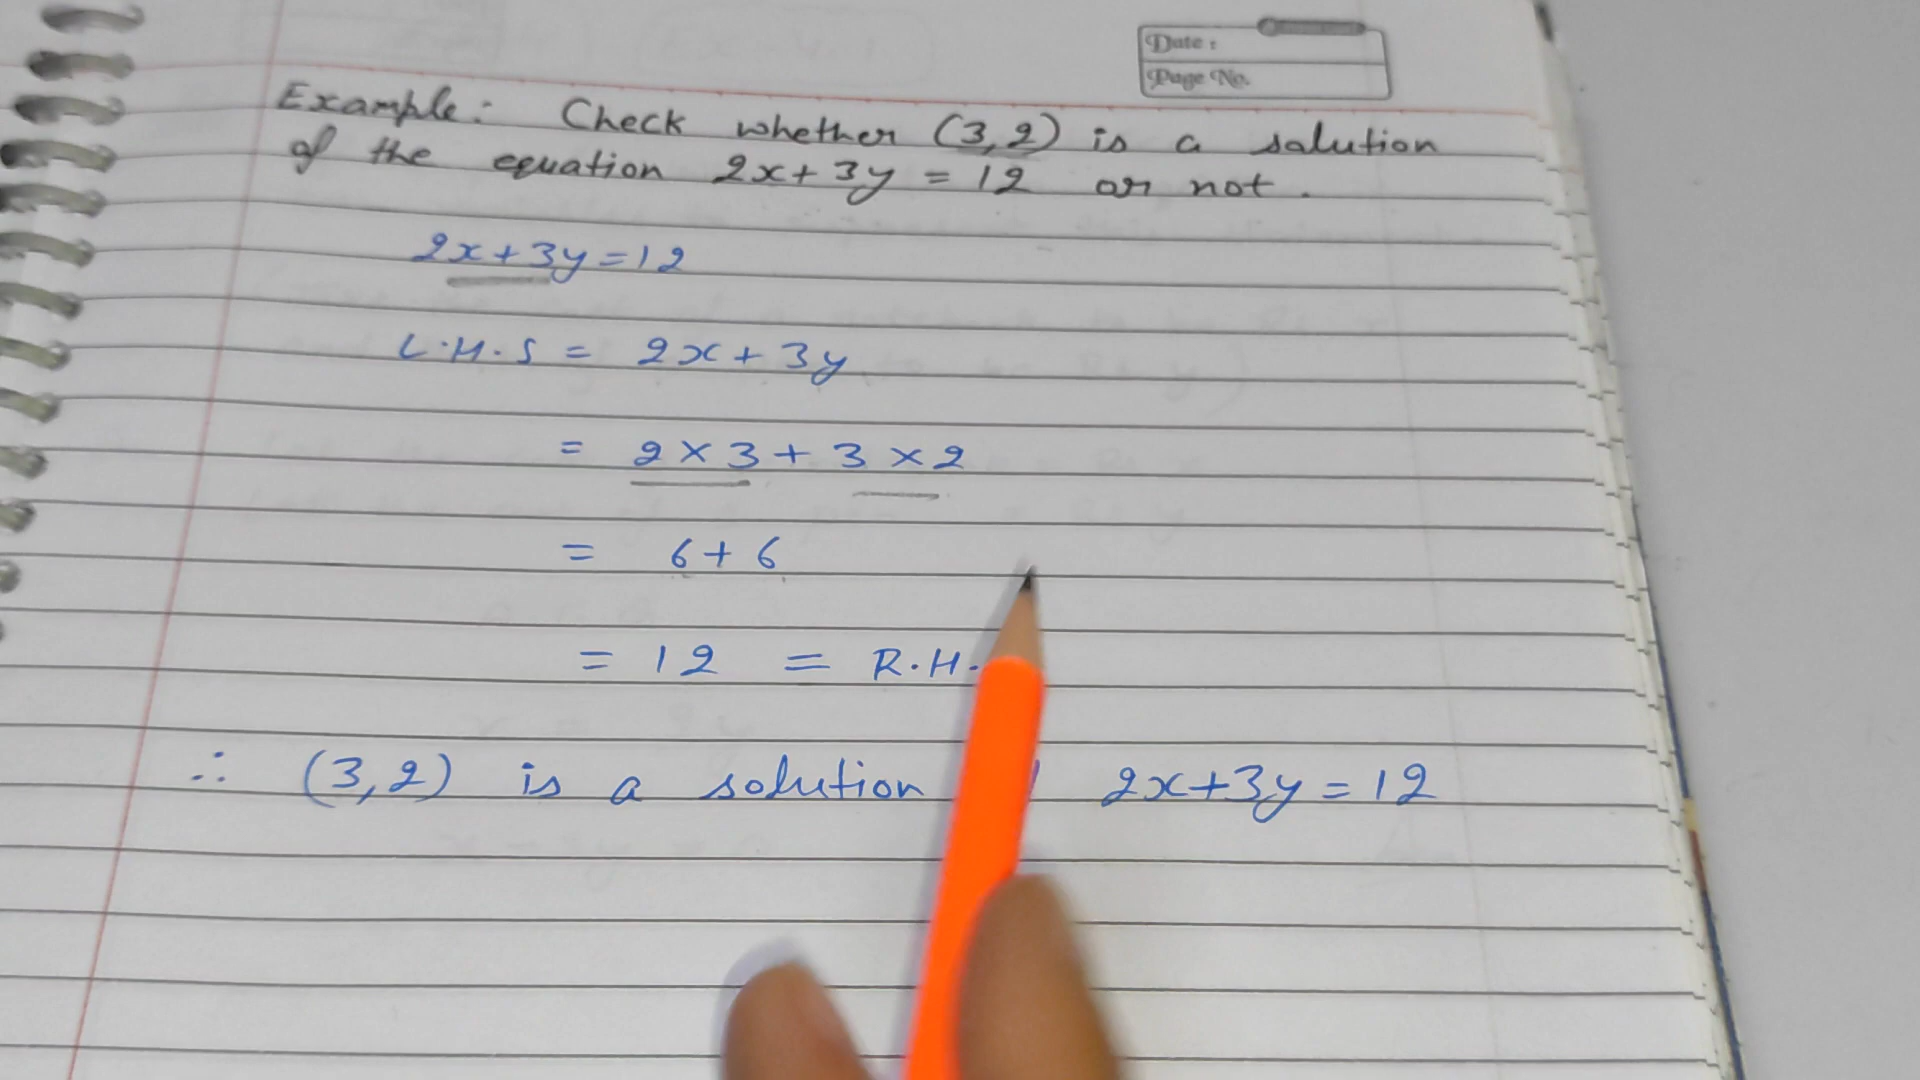 Date :
Page No.
Example: Check whether (3,2) is a solution
of the equation 2x+3y = 12 or not.
2x+3y=12
L.H.S = 2x+3y
= 2×3+3×2
= 6+6
= 12 = R.H.
∴ (3,2) is a solution 2x+3y=12